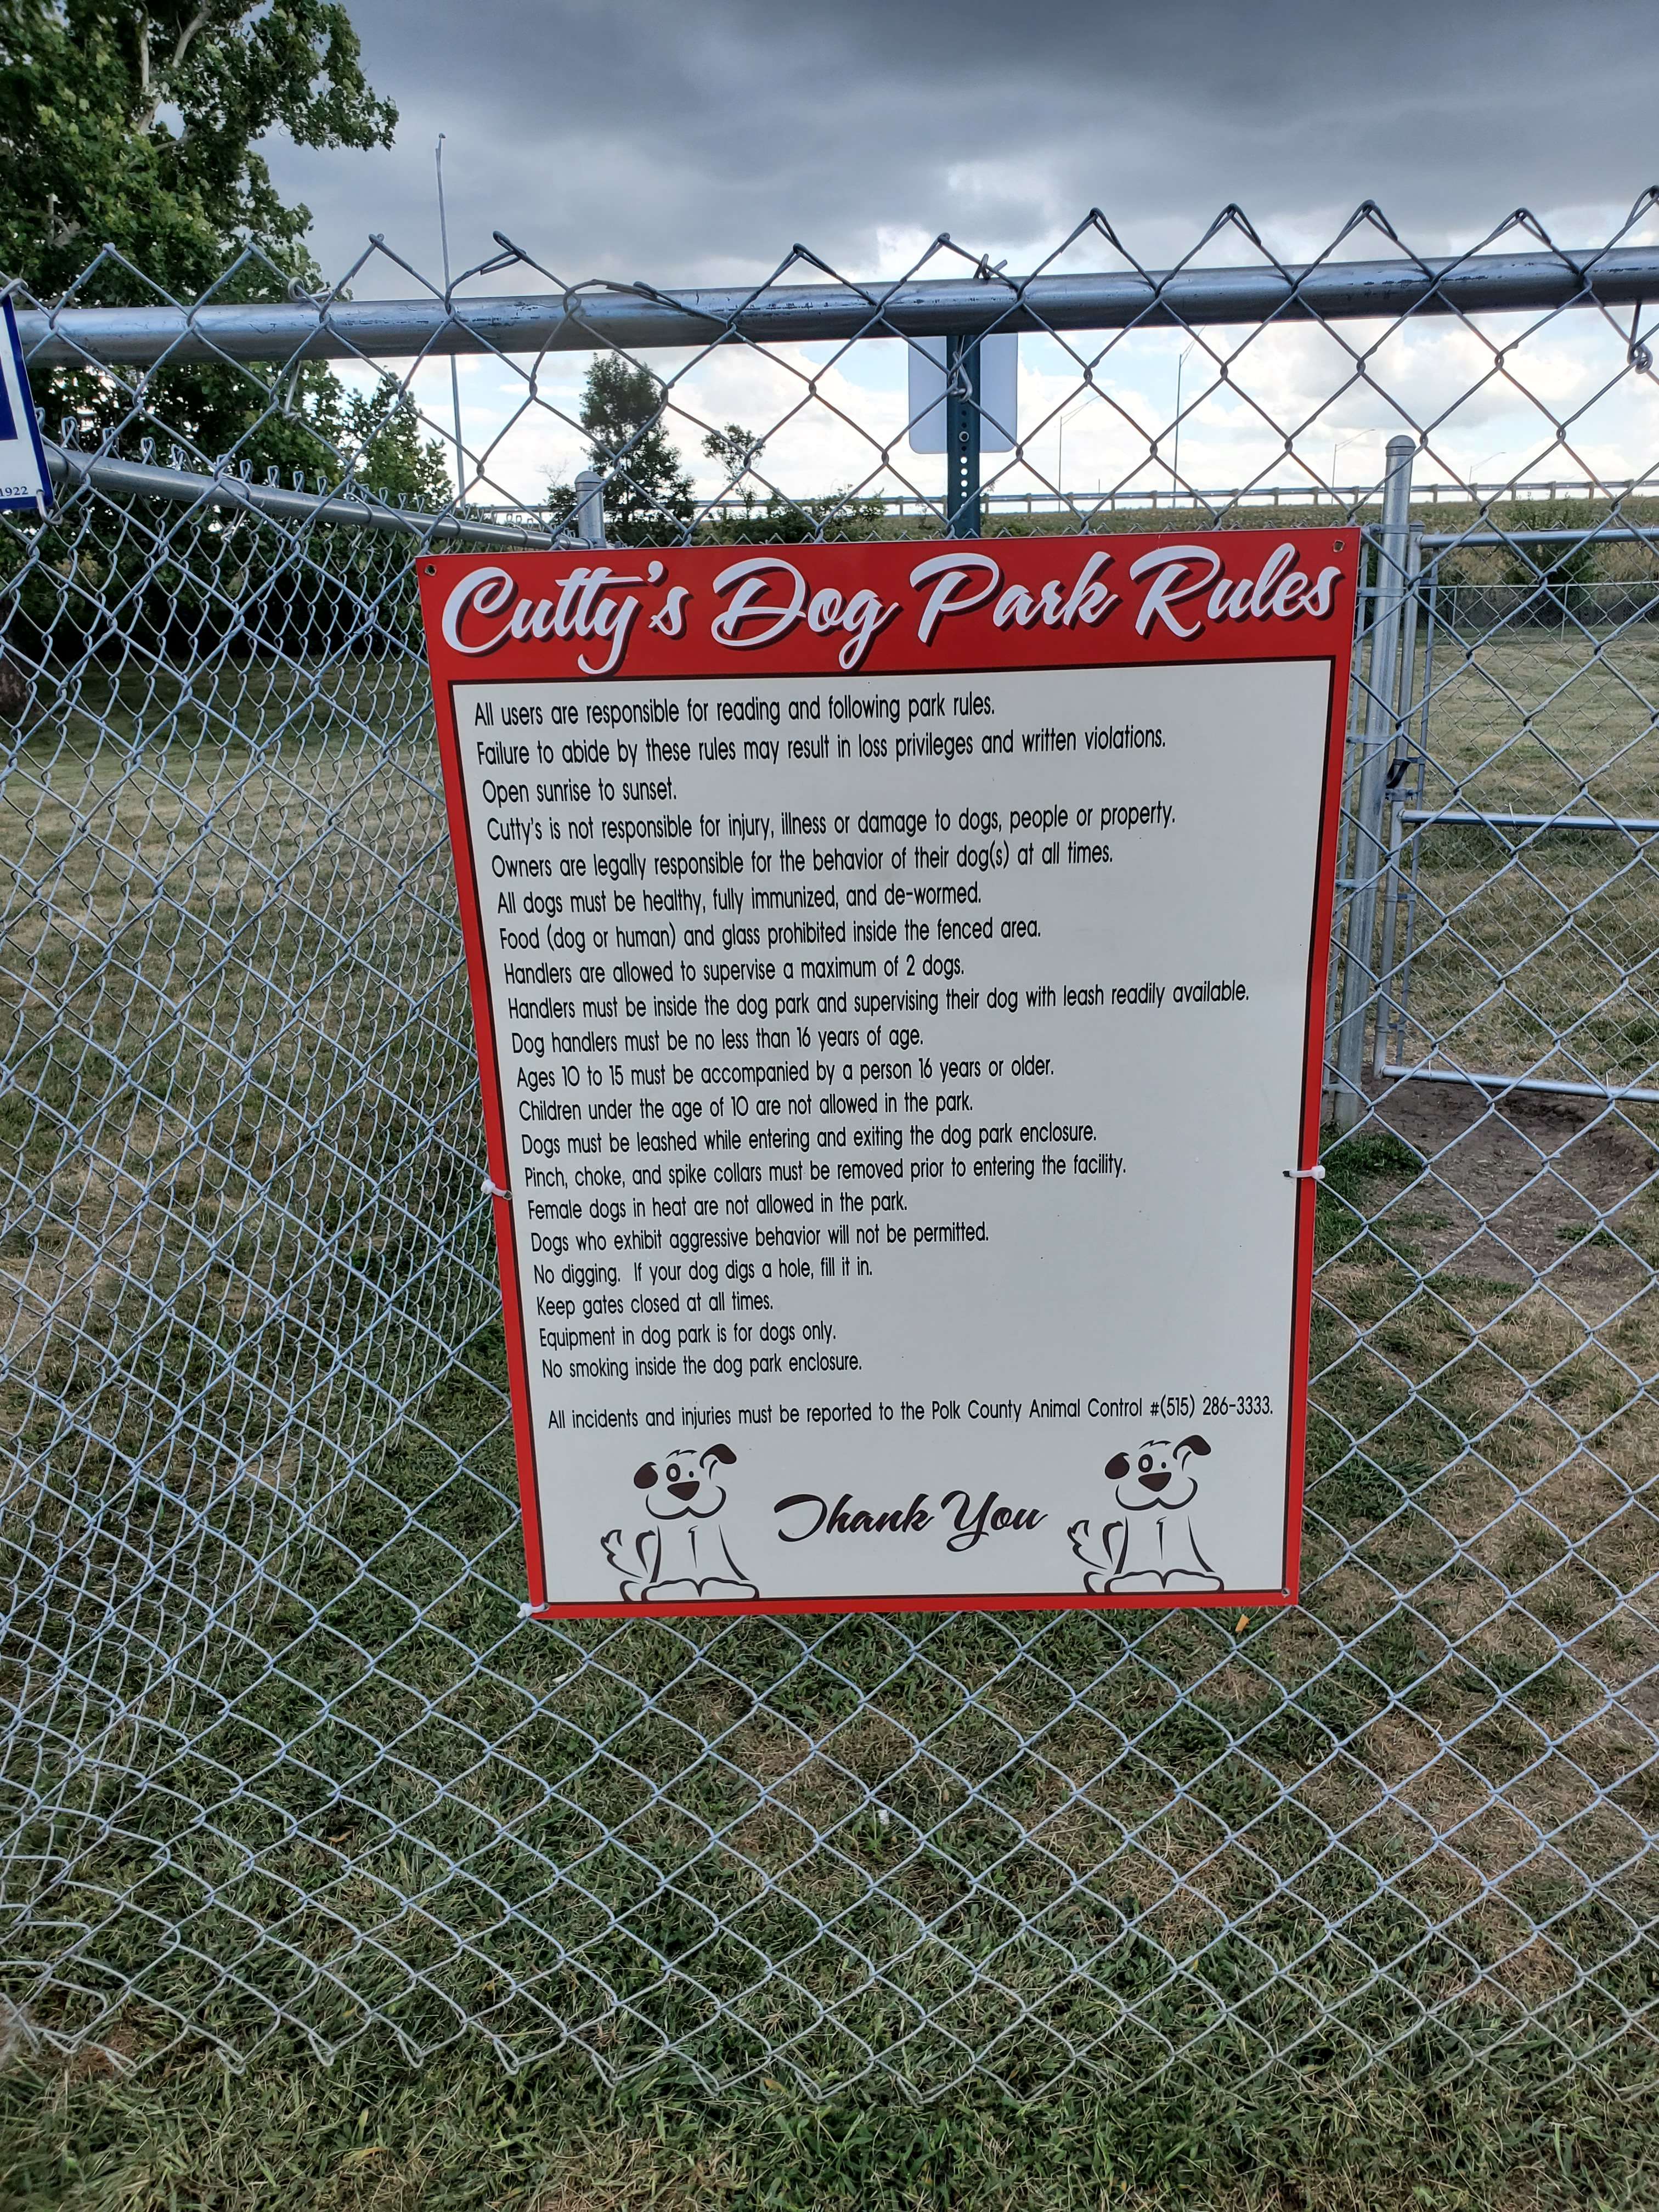 1922
Cutty's Dog Park Rules
All users are responsible for reading and following park rules.
Failure to abide by these rules may result in loss privileges and written violations.
Open sunrise to sunset.
Cutty's is not responsible for injury, illness or damage to dogs, people or property.
Owners are legally responsible for the behavior of their dog(s) at all times.
All dogs must be healthy, fully immunized, and de-wormed.
Food (dog or human) and glass prohibited inside the fenced area.
Handlers are allowed to supervise a maximum of 2 dogs.
Handlers must be inside the dog park and supervising their dog with leash readily available.
Dog handlers must be no less than 16 years of age.
Ages 10 to 15 must be accompanied by a person 16 years or older.
Children under the age of 10 are not allowed in the park.
Dogs must be leashed while entering and exiting the dog park enclosure.
Pinch, choke, and spike collars must be removed prior to entering the facility.
Female dogs in heat are not allowed in the park.
Dogs who exhibit aggressive behavior will not be permitted.
No digging. If your dog digs a hole, fill it in.
Keep gates closed at all times.
Equipment in dog park is for dogs only.
No smoking inside the dog park enclosure.
All incidents and injuries must be reported to the Polk County Animal Control #(515) 286-3333.
Thank You